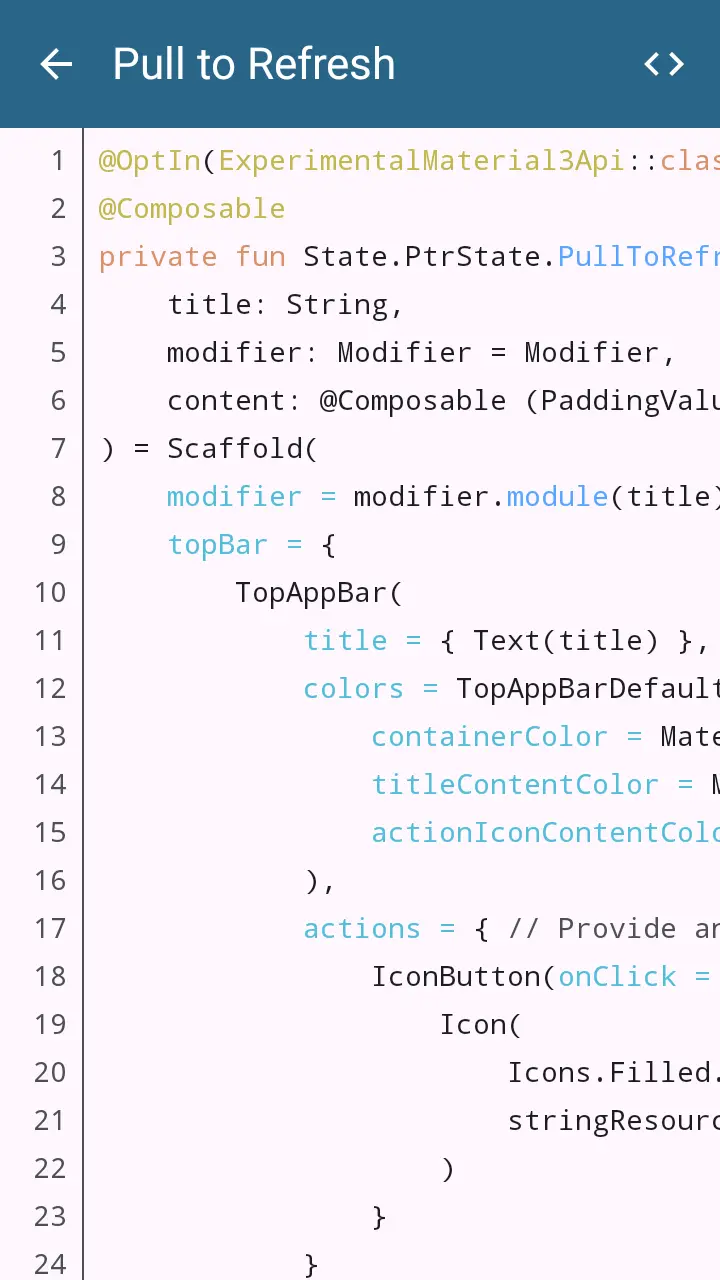 Pull to Refresh <>
1 @OptIn(ExperimentalMaterial3Api::clas
2 @Composable
3 private fun State.PtrState.PullToRefr
4 title: String,
5 modifier: Modifier = Modifier,
6 content: @Composable (PaddingValu
7 ) = Scaffold(
8 modifier = modifier.module(title)
9 topBar = {
10 TopAppBar(
11 title = { Text(title) },
12 colors = TopAppBarDefault
13 containerColor = Mate
14 titleContentColor = M
15 actionIconContentColo
16 ),
17 actions = { // Provide an
18 IconButton(onClick =
19 Icon(
20 Icons.Filled.
21 stringResourc
22 )
23 }
24 }